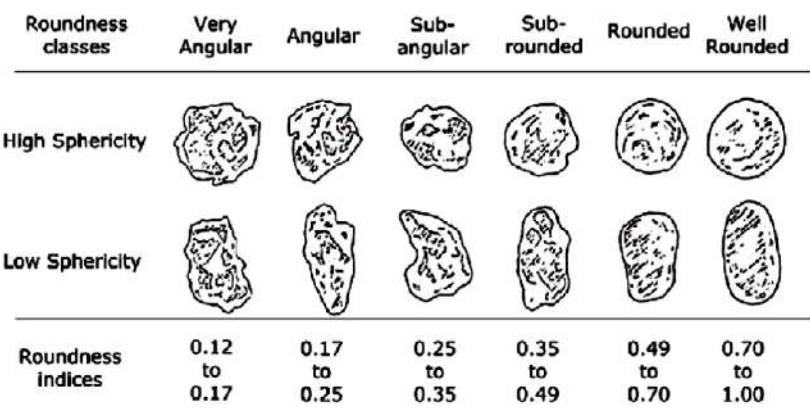 Roundness classes
Very Angular
Angular
Sub-angular
Sub-rounded
Rounded
Well Rounded
High Sphericity
Low Sphericity
Roundness indices
0.12 to 0.17
0.17 to 0.25
0.25 to 0.35
0.35 to 0.49
0.49 to 0.70
0.70 to 1.00